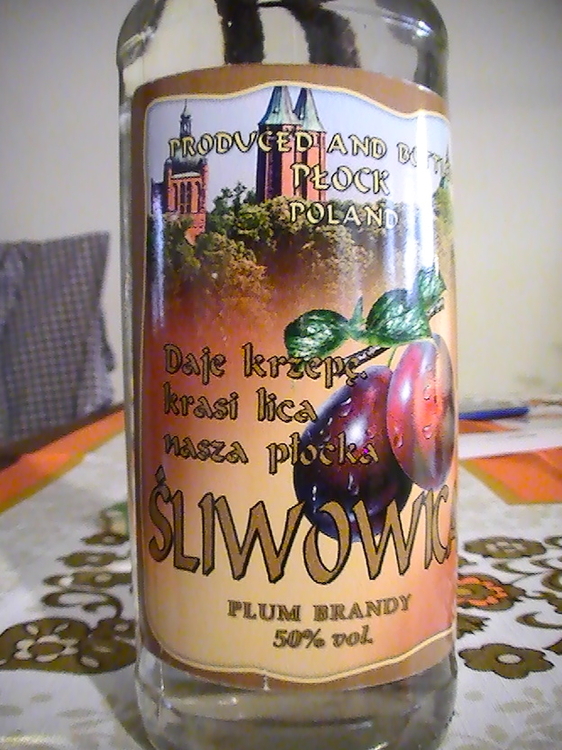 PRODUCED AND
PŁOCK
POLAND
Daje krzepę
krasi lica
nasza płocka
ŚLIWOWICA
PLUM BRANDY
50% vol.